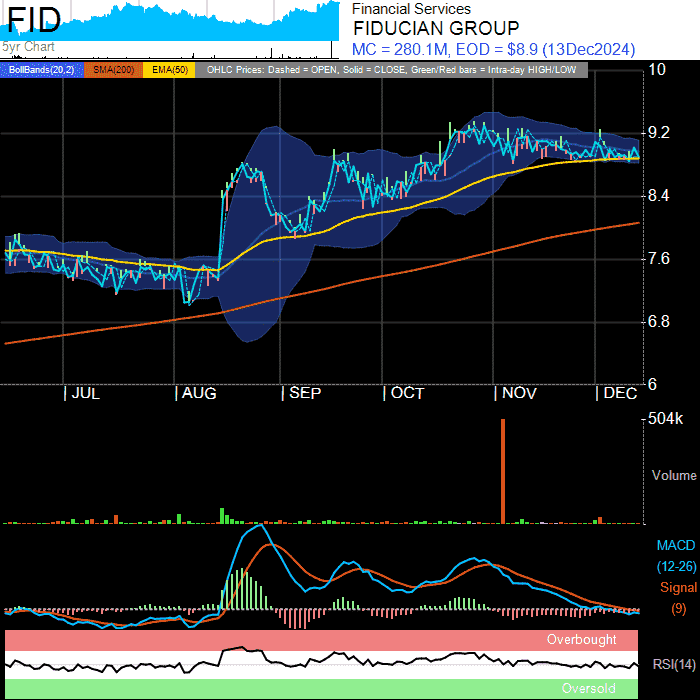 FID
5yr Chart
Financial Services
FIDUCIAN GROUP
MC = 280.1M, EOD = $8.9 (13Dec2024)
BollBands(20,2) SMA(200) EMA(50) OHLC Prices: Dashed = OPEN, Solid = CLOSE, Green/Red bars = Intra-day HIGH/LOW
10
9.2
8.4
7.6
6.8
6
JUL AUG SEP OCT NOV DEC
504k
Volume
MACD
(12-26)
Signal
(9)
Overbought
RSI(14)
Oversold